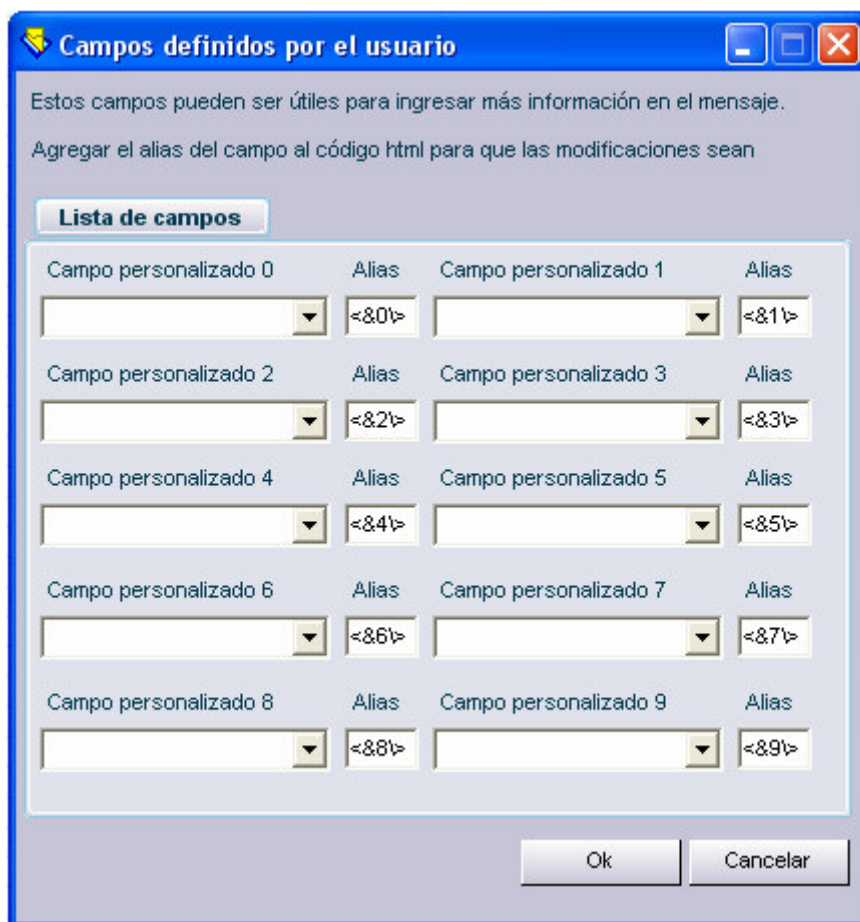 Campos definidos por el usuario
Estos campos pueden ser útiles para ingresar más información en el mensaje.
Agregar el alias del campo al código html para que las modificaciones sean
Lista de campos
Campo personalizado 0 Alias Campo personalizado 1 Alias
<&0\> <&1\>
Campo personalizado 2 Alias Campo personalizado 3 Alias
<&2\> <&3\>
Campo personalizado 4 Alias Campo personalizado 5 Alias
<&4\> <&5\>
Campo personalizado 6 Alias Campo personalizado 7 Alias
<&6\> <&7\>
Campo personalizado 8 Alias Campo personalizado 9 Alias
<&8\> <&9\>
Ok Cancelar